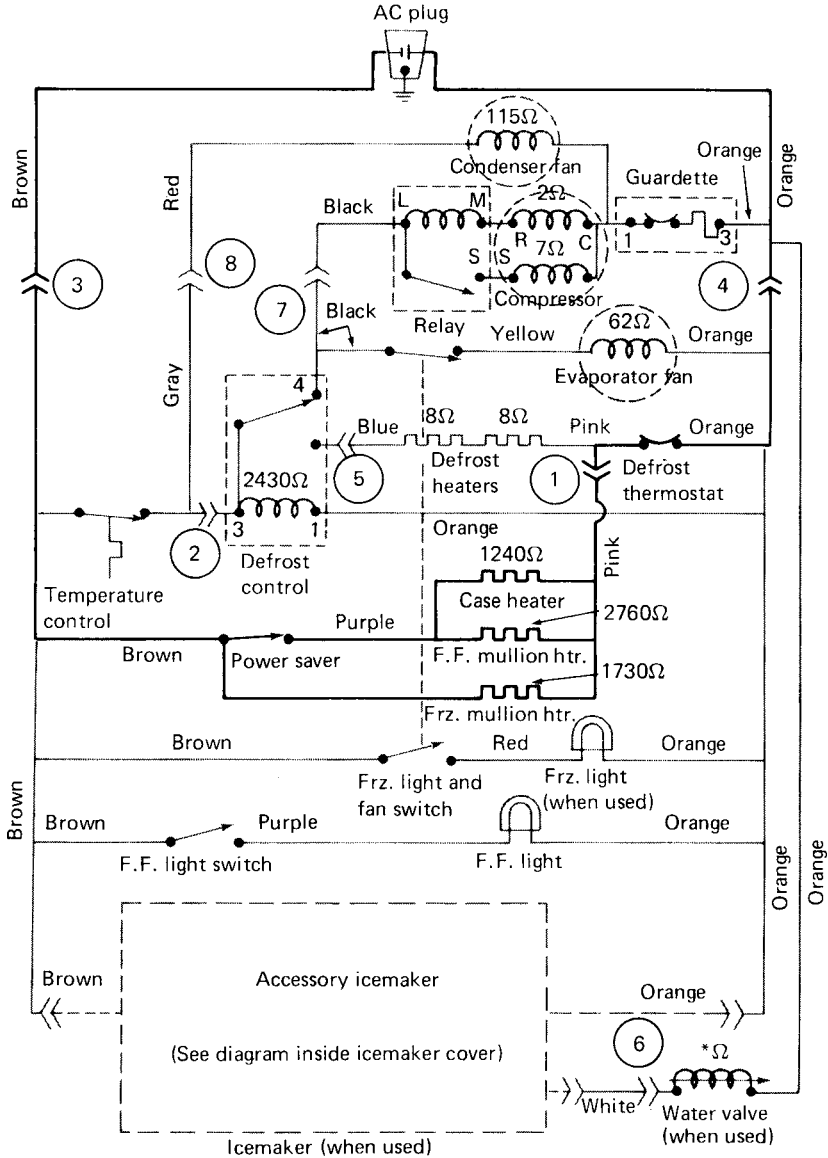 AC plug
115Ω
Condenser fan
Orange
Guardette
Brown
Red
Orange
Black
L
M
2Ω
R
C
1
3
3
8
S
S
7Ω
4
7
Compressor
Black
Relay
Yellow
62Ω
Orange
Evaporator fan
Gray
4
Blue
8Ω
8Ω
Pink
Orange
5
Defrost
heaters
1
Defrost
thermostat
2430Ω
3
1
Orange
2
Defrost
control
Pink
1240Ω
Temperature
control
Case heater
2760Ω
Purple
Brown
Power saver
F.F. mullion htr.
1730Ω
Frz. mullion htr.
Brown
Red
Orange
Frz. light and
fan switch
Frz. light
(when used)
Brown
Brown
Purple
Orange
F.F. light switch
F.F. light
Orange
Orange
Brown
Accessory icemaker
Orange
(See diagram inside icemaker cover)
6
*Ω
White
Water valve
(when used)
Icemaker (when used)